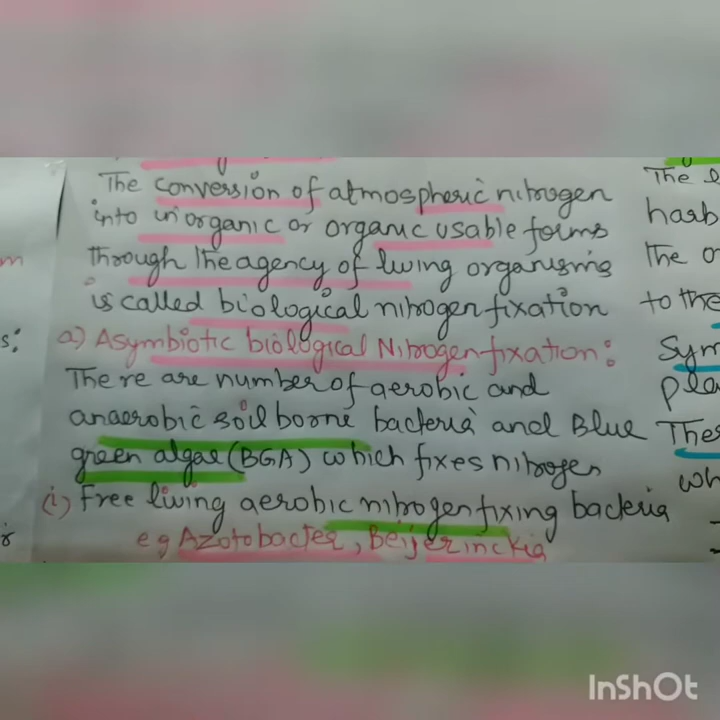 The conversion of atmospheric nitrogen
into inorganic or organic usable forms
through the agency of living organisms
is called biological nitrogen fixation
a) Asymbiotic biological Nitrogen fixation:
There are number of aerobic and
anaerobic soil borne bacteria and Blue
green algae (BGA) which fixes nitrogen
(i) Free living aerobic nitrogen fixing bacteria
eg Azotobacter, Beijerinckia
The
harb
The
to the
Sym
pla
Thes
wh
InShOt